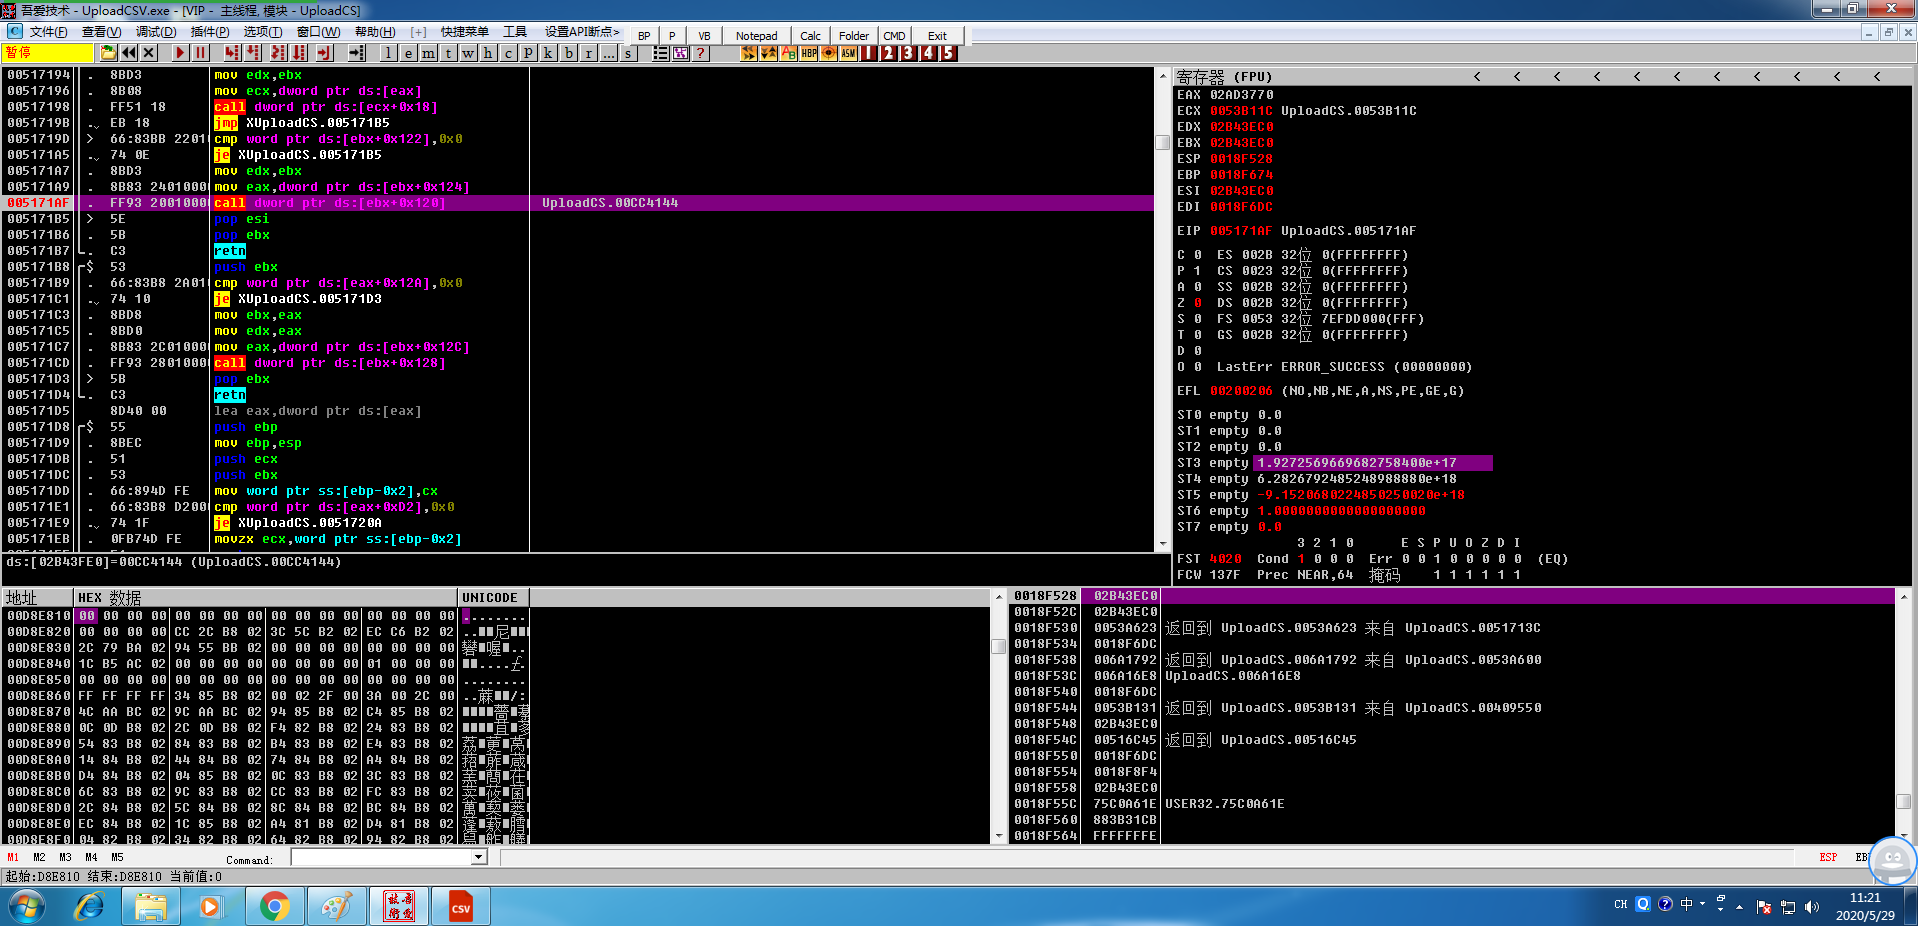 吾爱技术 - UploadCSV.exe - [VIP - 主线程, 模块 - UploadCS]
文件(F) 查看(V) 调试(D) 插件(P) 选项(T) 窗口(W) 帮助(H) [+] 快捷菜单 工具 设置API断点> BP P VB Notepad Calc Folder CMD Exit
暂停 l e m t w h c p k b r ... s ? HBP ASM 1 2 3 4 5
00517194 . 8BD3 mov edx,ebx
00517196 . 8B08 mov ecx,dword ptr ds:[eax]
00517198 . FF51 18 call dword ptr ds:[ecx+0x18]
0051719B . EB 18 jmp XUploadCS.005171B5
0051719D > 66:83BB 2201 cmp word ptr ds:[ebx+0x122],0x0
005171A5 . 74 0E je XUploadCS.005171B5
005171A7 . 8BD3 mov edx,ebx
005171A9 . 8B83 2401000 mov eax,dword ptr ds:[ebx+0x124]
005171AF . FF93 2001000 call dword ptr ds:[ebx+0x120] UploadCS.00CC4144
005171B5 > 5E pop esi
005171B6 . 5B pop ebx
005171B7 . C3 retn
005171B8 $ 53 push ebx
005171B9 . 66:83B8 2A01 cmp word ptr ds:[eax+0x12A],0x0
005171C1 . 74 10 je XUploadCS.005171D3
005171C3 . 8BD8 mov ebx,eax
005171C5 . 8BD0 mov edx,eax
005171C7 . 8B83 2C01000 mov eax,dword ptr ds:[ebx+0x12C]
005171CD . FF93 2801000 call dword ptr ds:[ebx+0x128]
005171D3 > 5B pop ebx
005171D4 . C3 retn
005171D5 8D40 00 lea eax,dword ptr ds:[eax]
005171D8 $ 55 push ebp
005171D9 . 8BEC mov ebp,esp
005171DB . 51 push ecx
005171DC . 53 push ebx
005171DD . 66:894D FE mov word ptr ss:[ebp-0x2],cx
005171E1 . 66:83B8 D200 cmp word ptr ds:[eax+0xD2],0x0
005171E9 . 74 1F je XUploadCS.0051720A
005171EB . 0FB74D FE movzx ecx,word ptr ss:[ebp-0x2]
ds:[02B43FE0]=00CC4144 (UploadCS.00CC4144)
寄存器 (FPU) < < < < < < < < < < <
EAX 02AD3770
ECX 0053B11C UploadCS.0053B11C
EDX 02B43EC0
EBX 02B43EC0
ESP 0018F528
EBP 0018F674
ESI 02B43EC0
EDI 0018F6DC
EIP 005171AF UploadCS.005171AF
C 0 ES 002B 32位 0(FFFFFFFF)
P 1 CS 0023 32位 0(FFFFFFFF)
A 0 SS 002B 32位 0(FFFFFFFF)
Z 0 DS 002B 32位 0(FFFFFFFF)
S 0 FS 0053 32位 7EFDD000(FFF)
T 0 GS 002B 32位 0(FFFFFFFF)
D 0
O 0 LastErr ERROR_SUCCESS (00000000)
EFL 00200206 (NO,NB,NE,A,NS,PE,GE,G)
ST0 empty 0.0
ST1 empty 0.0
ST2 empty 0.0
ST3 empty 1.9272569669682758400e+17
ST4 empty 6.2826792485248988880e+18
ST5 empty -9.1520680224850250020e+18
ST6 empty 1.0000000000000000000
ST7 empty 0.0
3 2 1 0 E S P U O Z D I
FST 4020 Cond 1 0 0 0 Err 0 0 1 0 0 0 0 0 (EQ)
FCW 137F Prec NEAR,64 掩码 1 1 1 1 1 1
地址 HEX 数据 UNICODE
00D8E810 00 00 00 00 00 00 00 00 00 00 00 00 00 00 00 00
00D8E820 00 00 00 00 CC 2C B8 02 3C 5C B2 02 EC C6 B2 02
00D8E830 2C 79 BA 02 94 55 BB 02 00 00 00 00 00 00 00 00
00D8E840 1C B5 AC 02 00 00 00 00 00 00 00 00 01 00 00 00
00D8E850 00 00 00 00 00 00 00 00 00 00 00 00 00 00 00 00
00D8E860 FF FF FF FF 34 85 B8 02 00 02 2F 00 3A 00 2C 00
00D8E870 4C AA BC 02 9C AA BC 02 94 85 B8 02 C4 85 B8 02
00D8E880 0C 0D B8 02 2C 0D B8 02 F4 82 B8 02 24 83 B8 02
00D8E890 54 83 B8 02 84 83 B8 02 B4 83 B8 02 E4 83 B8 02
00D8E8A0 14 84 B8 02 44 84 B8 02 74 84 B8 02 A4 84 B8 02
00D8E8B0 D4 84 B8 02 04 85 B8 02 0C 83 B8 02 3C 83 B8 02
00D8E8C0 6C 83 B8 02 9C 83 B8 02 CC 83 B8 02 FC 83 B8 02
00D8E8D0 2C 84 B8 02 5C 84 B8 02 8C 84 B8 02 BC 84 B8 02
00D8E8E0 EC 84 B8 02 1C 85 B8 02 A4 81 B8 02 D4 81 B8 02
00D8E8F0 04 82 B8 02 34 82 B8 02 64 82 B8 02 94 82 B8 02
0018F528 02B43EC0
0018F52C 02B43EC0
0018F530 0053A623 返回到 UploadCS.0053A623 来自 UploadCS.0051713C
0018F534 0018F6DC
0018F538 006A1792 返回到 UploadCS.006A1792 来自 UploadCS.0053A600
0018F53C 006A16E8 UploadCS.006A16E8
0018F540 0018F6DC
0018F544 0053B131 返回到 UploadCS.0053B131 来自 UploadCS.00409550
0018F548 02B43EC0
0018F54C 00516C45 返回到 UploadCS.00516C45
0018F550 0018F6DC
0018F554 0018F8F4
0018F558 02B43EC0
0018F55C 75C0A61E USER32.75C0A61E
0018F560 883B31CB
0018F564 FFFFFFFE
M1 M2 M3 M4 M5 Command: ESP
起始:D8E810 结束:D8E810 当前值:0
CSV
CH 中
11:21
2020/5/29